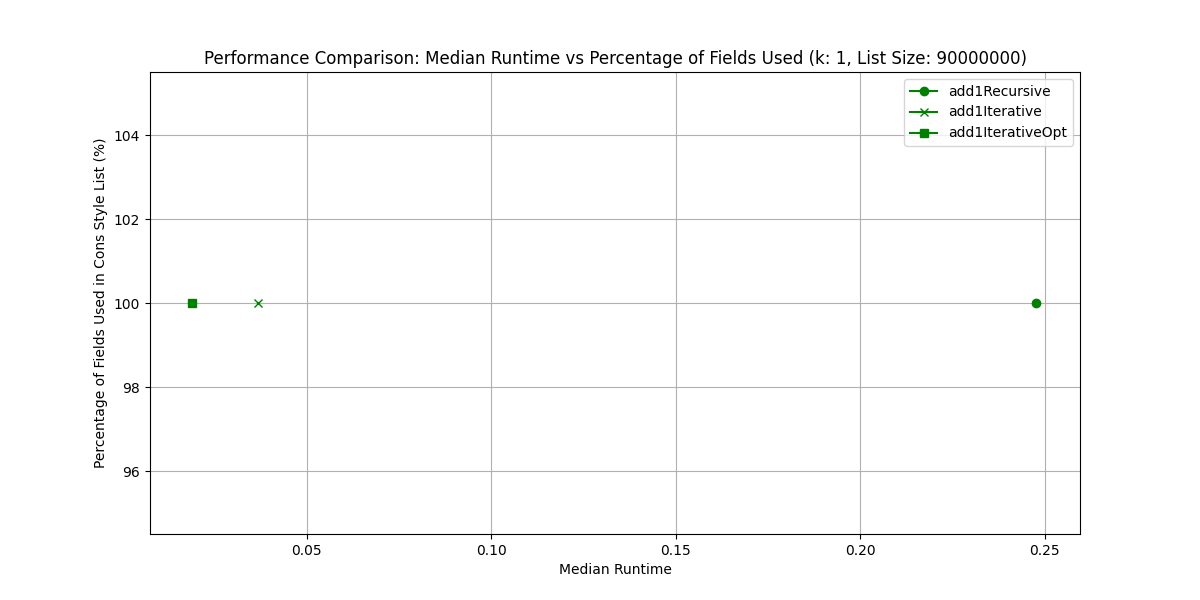 Performance Comparison: Median Runtime vs Percentage of Fields Used (k: 1, List Size: 90000000)
add1Recursive
add1Iterative
add1IterativeOpt
Percentage of Fields Used in Cons Style List (%)
104
102
100
98
96
0.05
0.10
0.15
0.20
0.25
Median Runtime